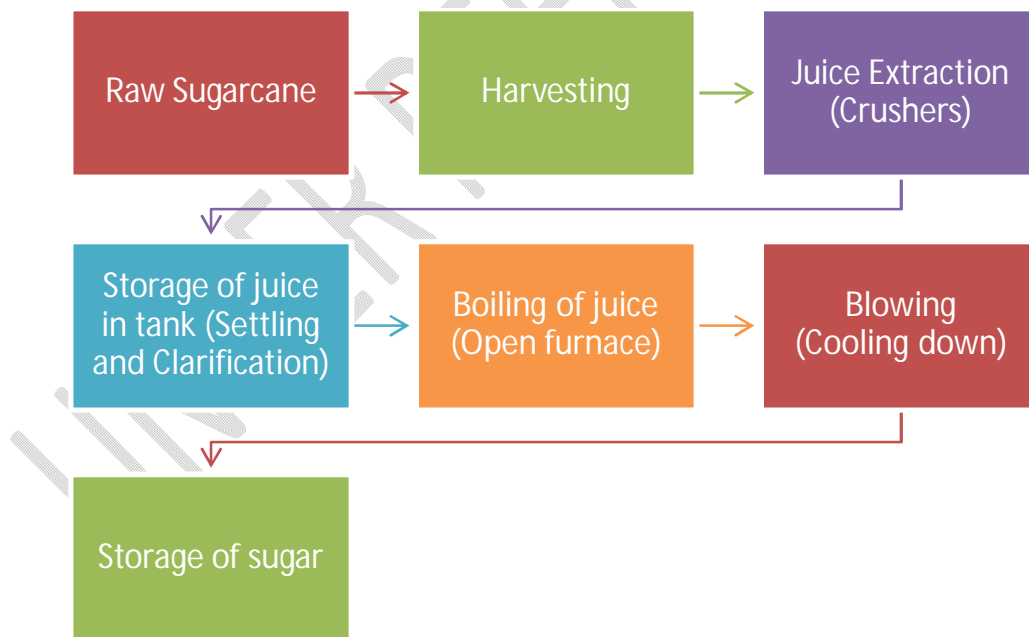 Raw Sugarcane
Harvesting
Juice Extraction
(Crushers)
Storage of juice
in tank (Settling
and Clarification)
Boiling of juice
(Open furnace)
Blowing
(Cooling down)
Storage of sugar